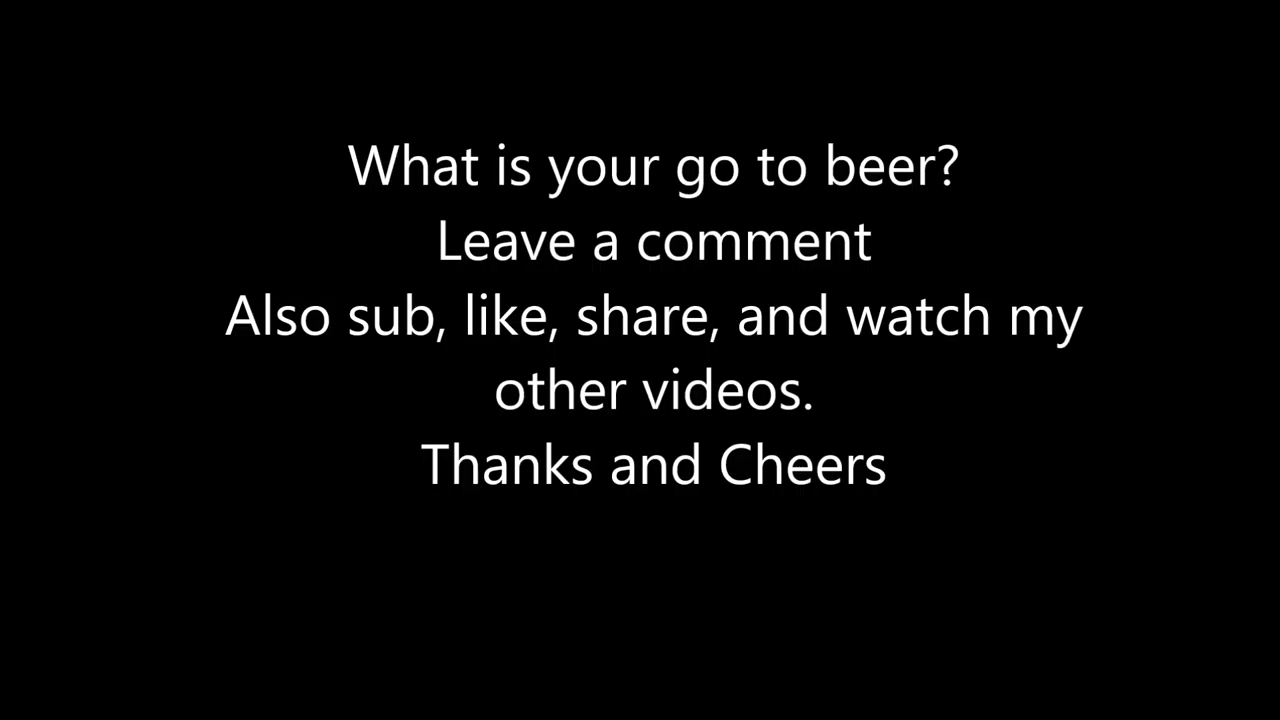 What is your go to beer?
Leave a comment
Also sub, like, share, and watch my
other videos.
Thanks and Cheers